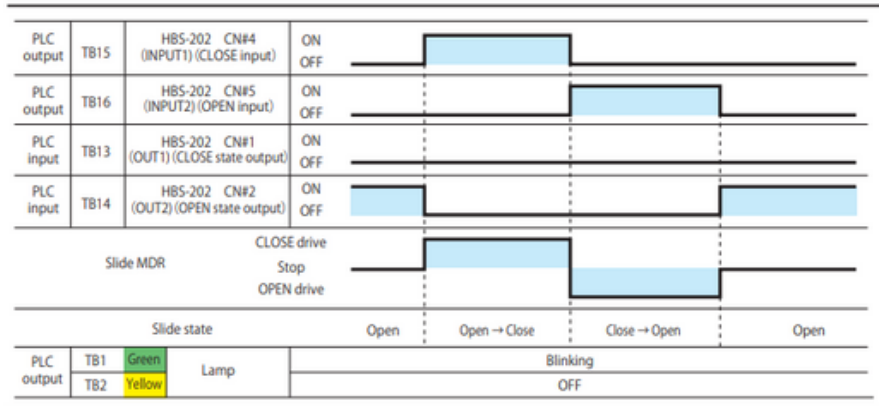 PLC output TB15 HBS-202 CN#4 (INPUT1) (CLOSE input) ON OFF
PLC output TB16 HBS-202 CN#5 (INPUT2) (OPEN input) ON OFF
PLC input TB13 HBS-202 CN#1 (OUT1) (CLOSE state output) ON OFF
PLC input TB14 HBS-202 CN#2 (OUT2) (OPEN state output) ON OFF
Slide MDR
CLOSE drive
Stop
OPEN drive
Slide state Open Open → Close Close → Open Open
PLC output TB1 Green Lamp Blinking
TB2 Yellow OFF